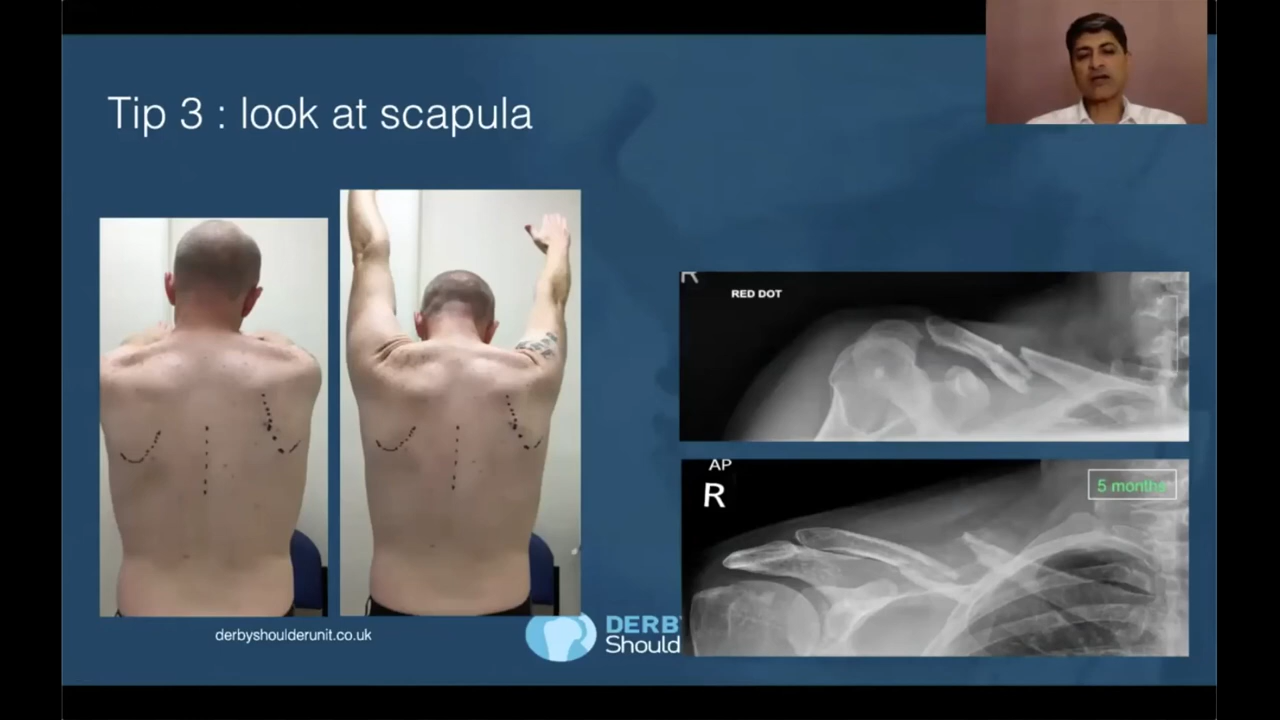 Tip 3 : look at scapula
R
RED DOT
AP
R
5 months
derbyshoulderunit.co.uk
DERB
Should